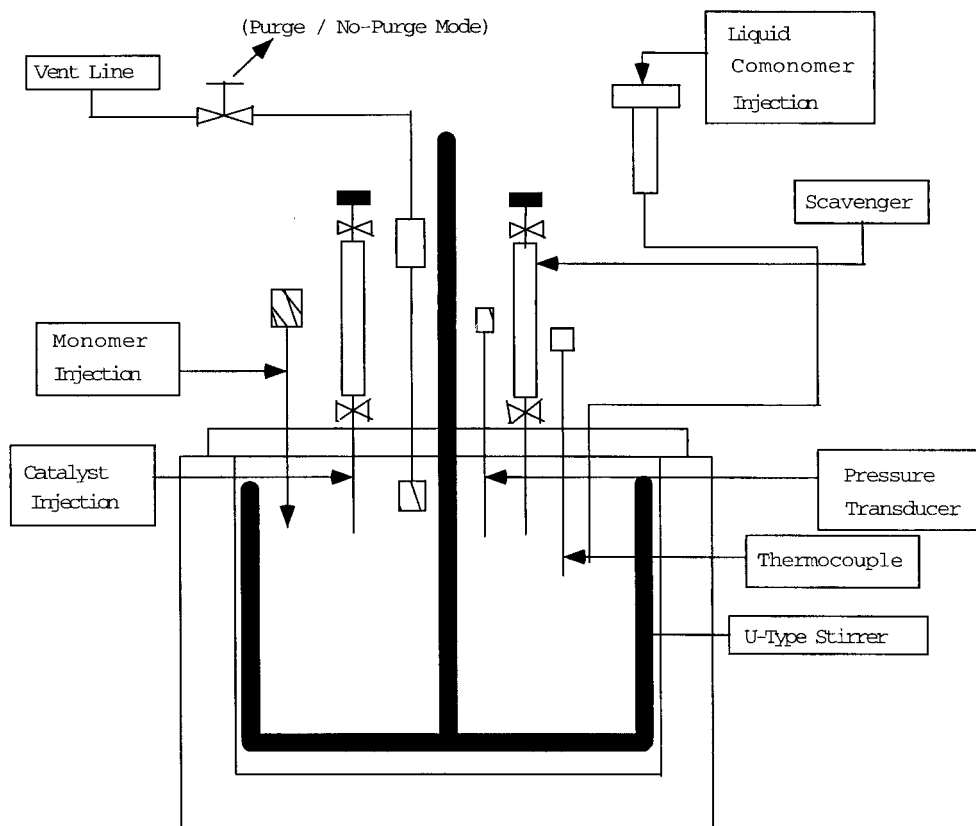 (Purge / No-Purge Mode)
Vent Line
Liquid
Comonomer
Injection
Scavenger
Monomer
Injection
Catalyst
Injection
Pressure
Transducer
Thermocouple
U-Type Stirrer